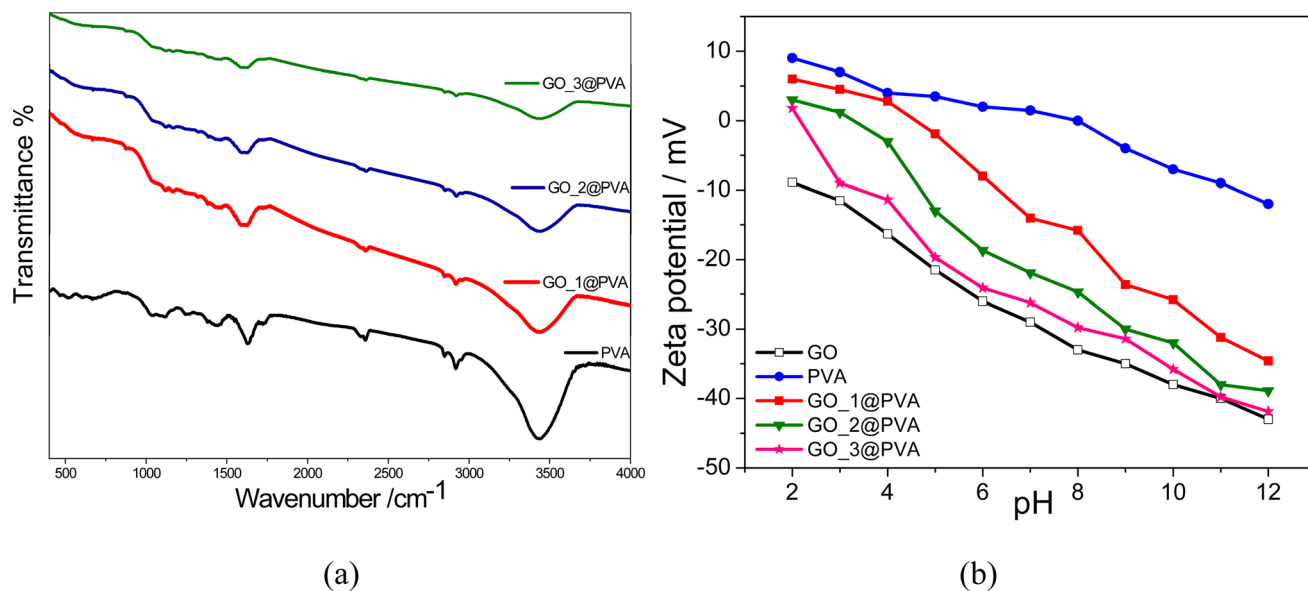 Transmittance %
GO_3@PVA
GO_2@PVA
GO_1@PVA
PVA
500 1000 1500 2000 2500 3000 3500 4000
Wavenumber /cm-1
(a)
Zeta potential / mV
10
0
-10
-20
-30
-40
-50
GO
PVA
GO_1@PVA
GO_2@PVA
GO_3@PVA
2 4 6 8 10 12
pH
(b)